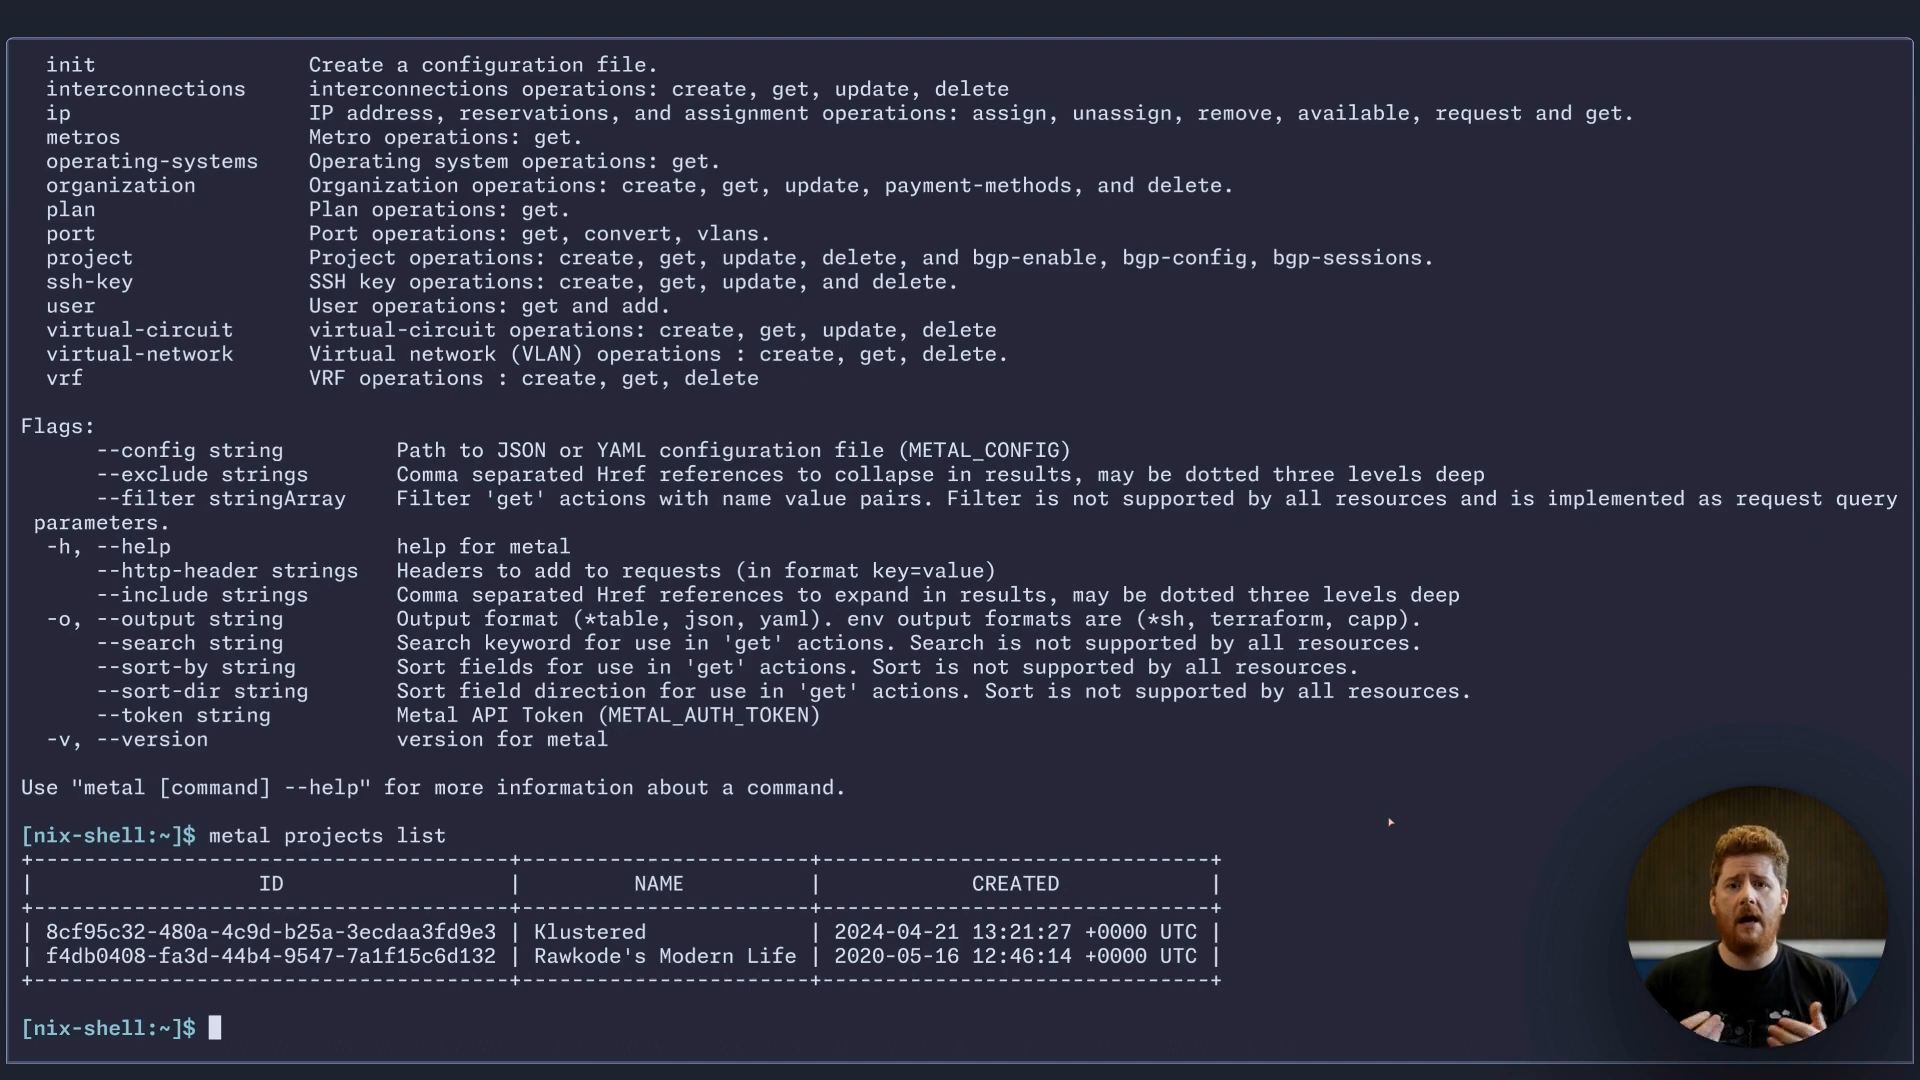 init                 Create a configuration file.
interconnections     interconnections operations: create, get, update, delete
ip                   IP address, reservations, and assignment operations: assign, unassign, remove, available, request and get.
metros               Metro operations: get.
operating-systems    Operating system operations: get.
organization         Organization operations: create, get, update, payment-methods, and delete.
plan                 Plan operations: get.
port                 Port operations: get, convert, vlans.
project              Project operations: create, get, update, delete, and bgp-enable, bgp-config, bgp-sessions.
ssh-key              SSH key operations: create, get, update, and delete.
user                 User operations: get and add.
virtual-circuit      virtual-circuit operations: create, get, update, delete
virtual-network      Virtual network (VLAN) operations : create, get, delete.
vrf                  VRF operations : create, get, delete
Flags:
--config string         Path to JSON or YAML configuration file (METAL_CONFIG)
--exclude strings       Comma separated Href references to collapse in results, may be dotted three levels deep
--filter stringArray    Filter 'get' actions with name value pairs. Filter is not supported by all resources and is implemented as request query
parameters.
-h, --help                  help for metal
--http-header strings   Headers to add to requests (in format key=value)
--include strings       Comma separated Href references to expand in results, may be dotted three levels deep
-o, --output string         Output format (*table, json, yaml). env output formats are (*sh, terraform, capp).
--search string         Search keyword for use in 'get' actions. Search is not supported by all resources.
--sort-by string        Sort fields for use in 'get' actions. Sort is not supported by all resources.
--sort-dir string       Sort field direction for use in 'get' actions. Sort is not supported by all resources.
--token string          Metal API Token (METAL_AUTH_TOKEN)
-v, --version               version for metal
Use "metal [command] --help" for more information about a command.
[nix-shell:~]$ metal projects list
+--------------------------------------+-----------------------+-------------------------------+
|                  ID                  |         NAME          |            CREATED            |
+--------------------------------------+-----------------------+-------------------------------+
| 8cf95c32-480a-4c9d-b25a-3ecdaa3fd9e3 | Klustered             | 2024-04-21 13:21:27 +0000 UTC |
| f4db0408-fa3d-44b4-9547-7a1f15c6d132 | Rawkode's Modern Life | 2020-05-16 12:46:14 +0000 UTC |
+--------------------------------------+-----------------------+-------------------------------+
[nix-shell:~]$